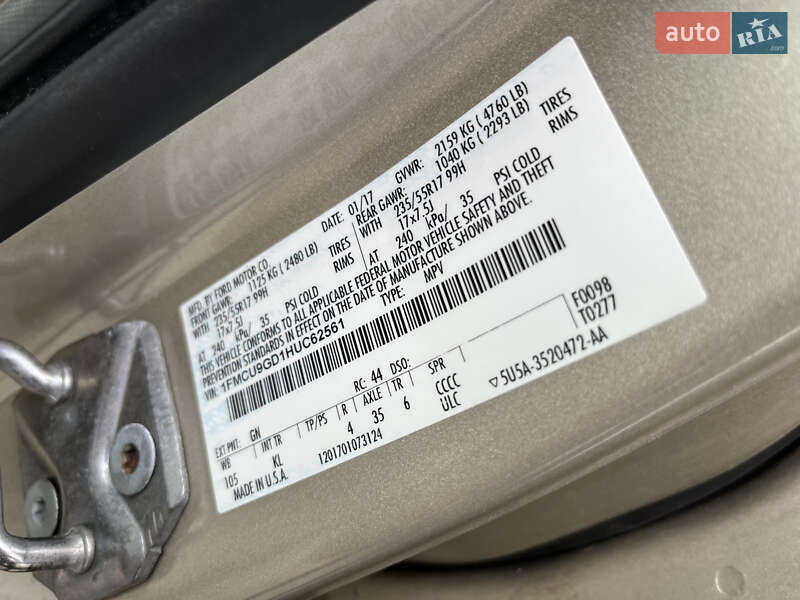 auto RIA
MFD. BY FORD MOTOR CO.
DATE: 01/17 GVWR: 2159 KG ( 4760 LB)
FRONT GAWR: 1125 KG ( 2480 LB) REAR GAWR: 1040 KG ( 2293 LB)
WITH 235/55R17 99H TIRES WITH 235/55R17 99H TIRES
17x7.5J RIMS 17x7.5J RIMS
AT 240 kPa/ 35 PSI COLD AT 240 kPa/ 35 PSI COLD
THIS VEHICLE CONFORMS TO ALL APPLICABLE FEDERAL MOTOR VEHICLE SAFETY AND THEFT
PREVENTION STANDARDS IN EFFECT ON THE DATE OF MANUFACTURE SHOWN ABOVE.
VIN: 1FMCU9GD1HUC62561 TYPE: MPV
F0098
T0277
EXT PNT: GN RC: 44 DSO:
WB INT TR TP/PS R AXLE TR SPR
105 KL 4 35 6 CCCC
MADE IN U.S.A. 1201701073124 ULC ▽5U5A-3520472-AA